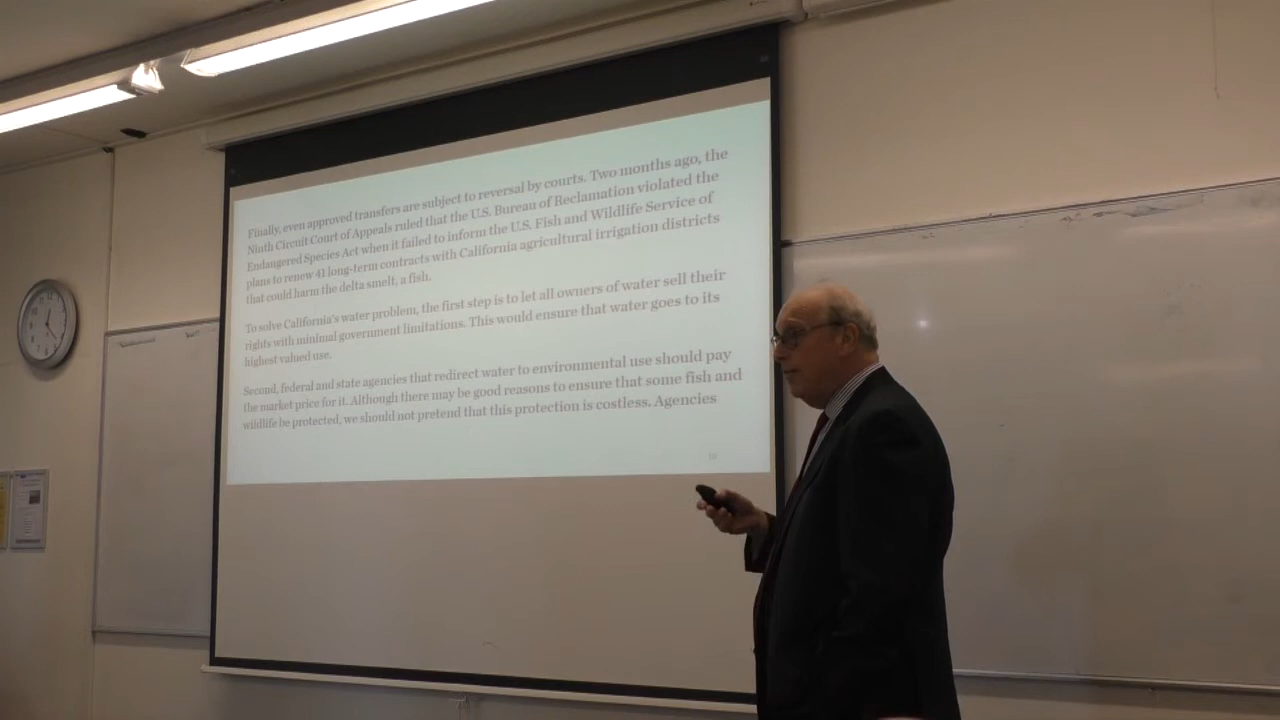 Finally, even approved transfers are subject to reversal by courts. Two months ago, the
Ninth Circuit Court of Appeals ruled that the U.S. Bureau of Reclamation violated the
Endangered Species Act when it failed to inform the U.S. Fish and Wildlife Service of
plans to renew 41 long-term contracts with California agricultural irrigation districts
that could harm the delta smelt, a fish.
To solve California's water problem, the first step is to let all owners of water sell their
rights with minimal government limitations. This would ensure that water goes to its
highest valued use.
Second, federal and state agencies that redirect water to environmental use should pay
the market price for it. Although there may be good reasons to ensure that some fish and
wildlife be protected, we should not pretend that this protection is costless. Agencies